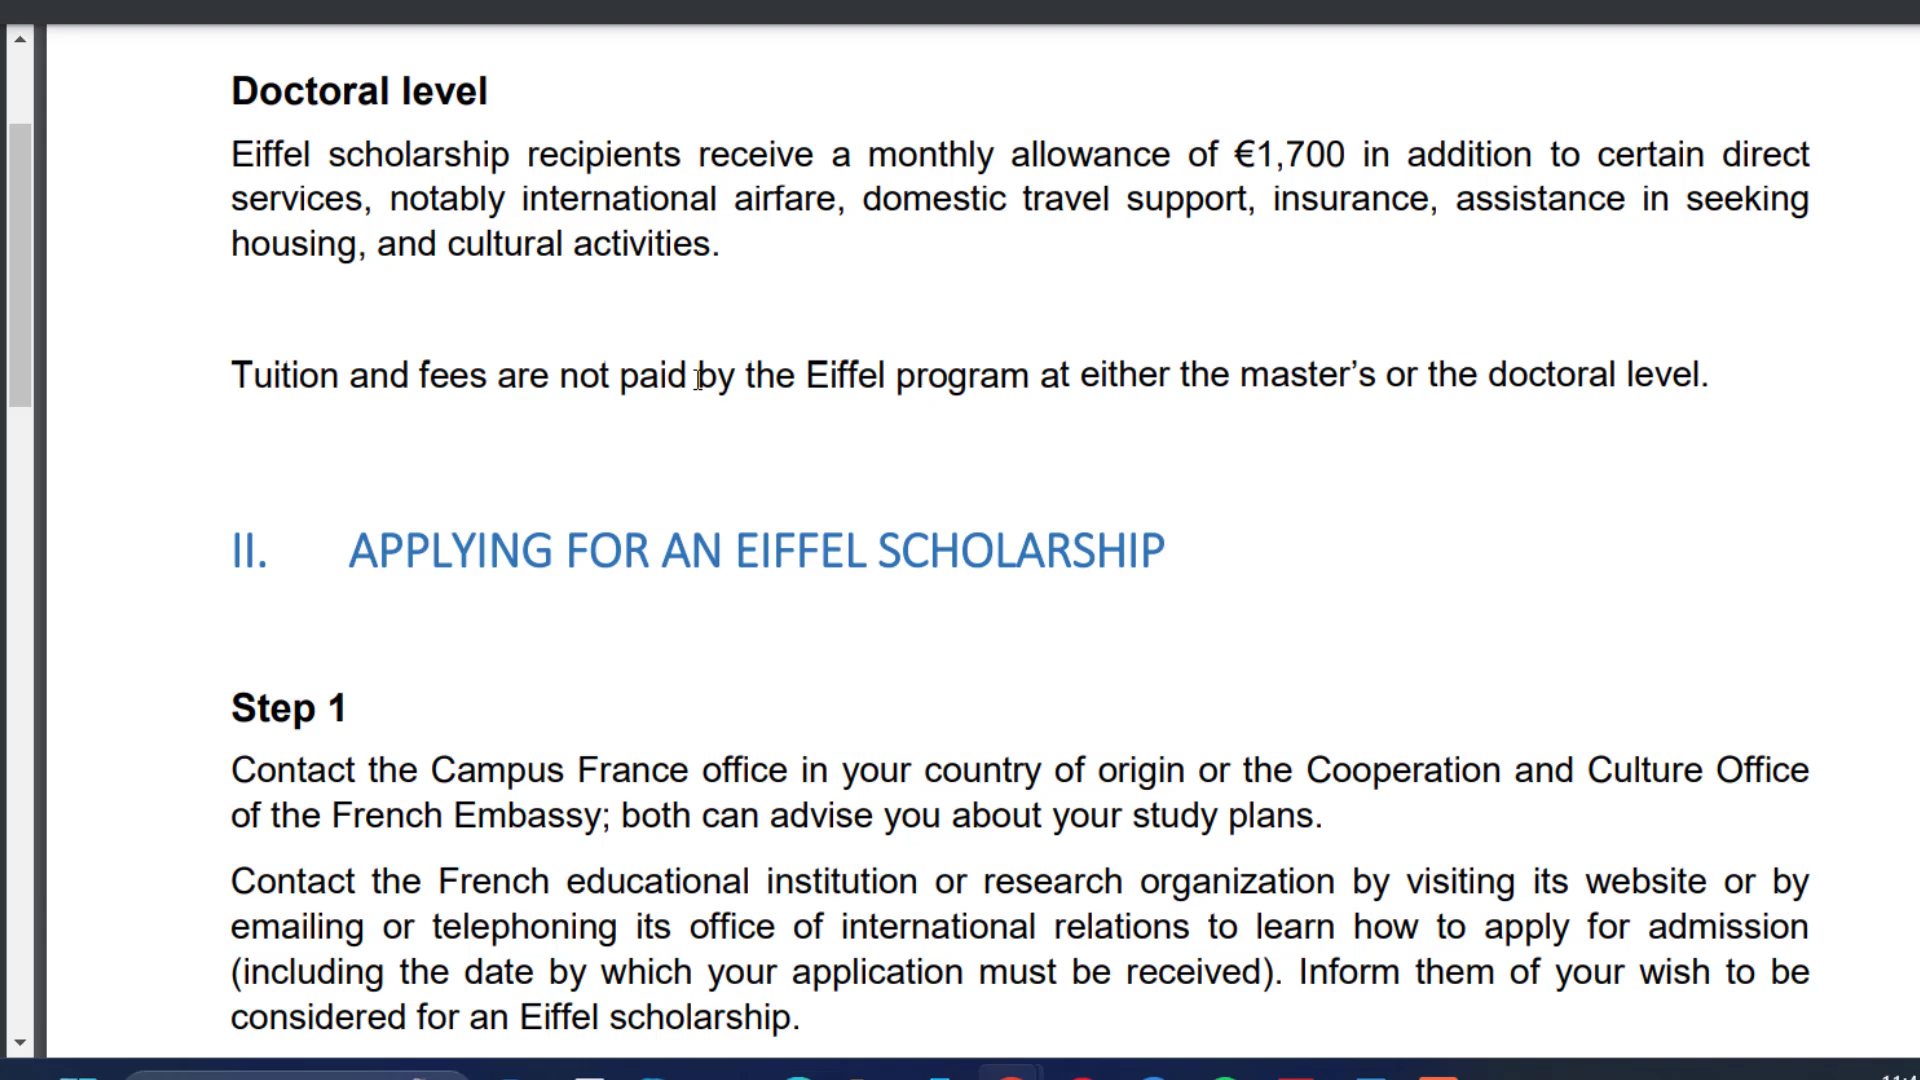 Doctoral level
Eiffel scholarship recipients receive a monthly allowance of €1,700 in addition to certain direct
services, notably international airfare, domestic travel support, insurance, assistance in seeking
housing, and cultural activities.
Tuition and fees are not paid by the Eiffel program at either the master’s or the doctoral level.
II. APPLYING FOR AN EIFFEL SCHOLARSHIP
Step 1
Contact the Campus France office in your country of origin or the Cooperation and Culture Office
of the French Embassy; both can advise you about your study plans.
Contact the French educational institution or research organization by visiting its website or by
emailing or telephoning its office of international relations to learn how to apply for admission
(including the date by which your application must be received). Inform them of your wish to be
considered for an Eiffel scholarship.